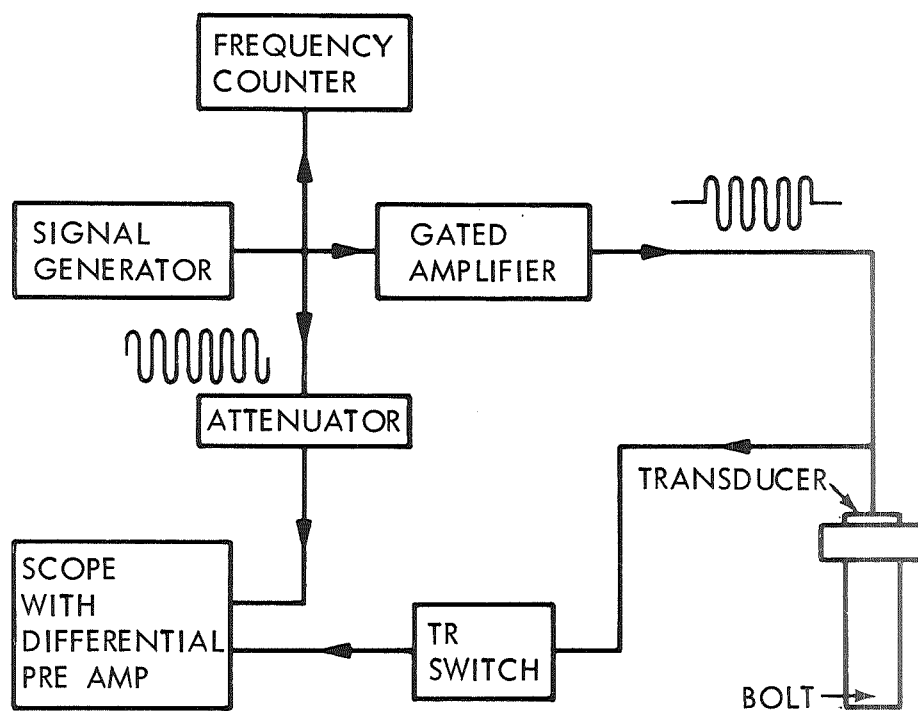 FREQUENCY
COUNTER
SIGNAL
GENERATOR
GATED
AMPLIFIER
ATTENUATOR
TRANSDUCER
SCOPE
WITH
DIFFERENTIAL
PRE AMP
TR
SWITCH
BOLT